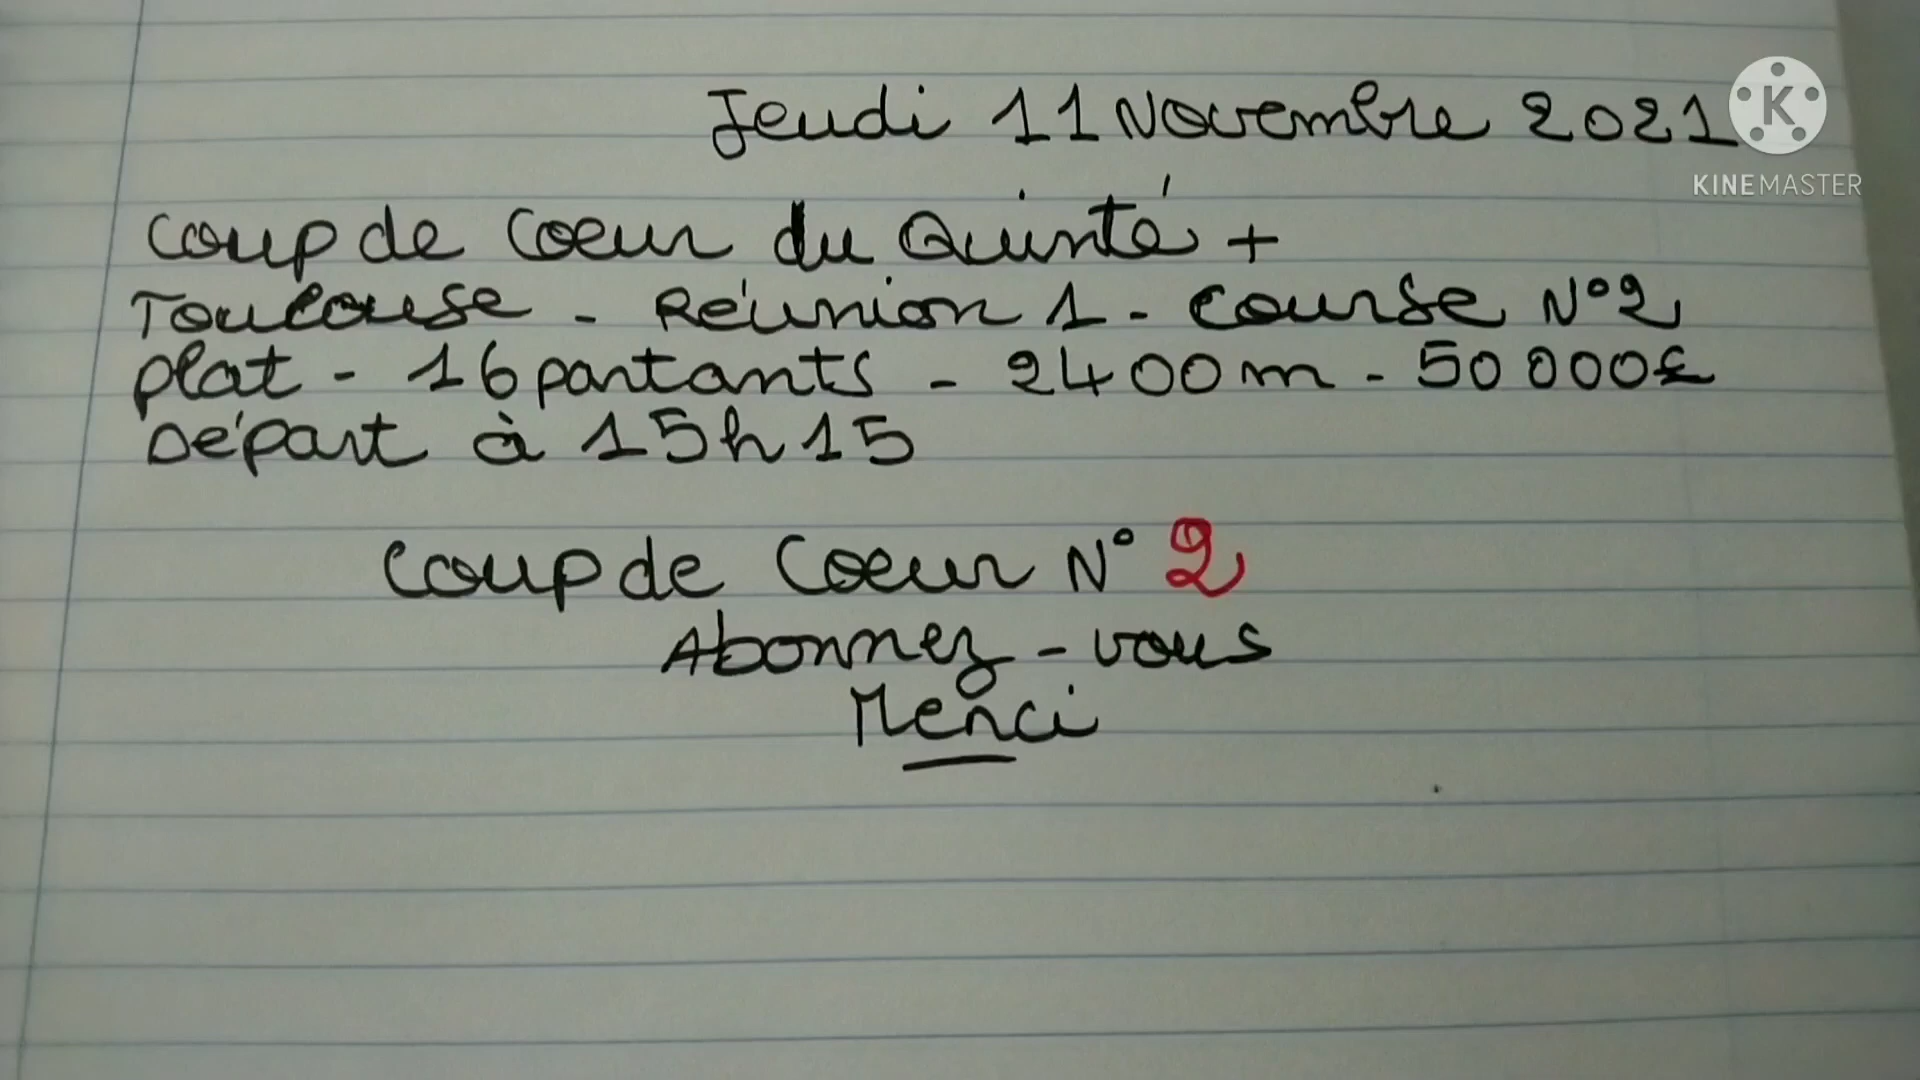 Jeudi 11 Novembre 2021
K
KINEMASTER
Coup de Coeur du Quinté +
Toulouse - Réunion 1 - Course N°2
plat - 16 partants - 2400m - 50 000£
Départ à 15h15
Coup de Coeur N° 2
Abonnez-vous
Merci